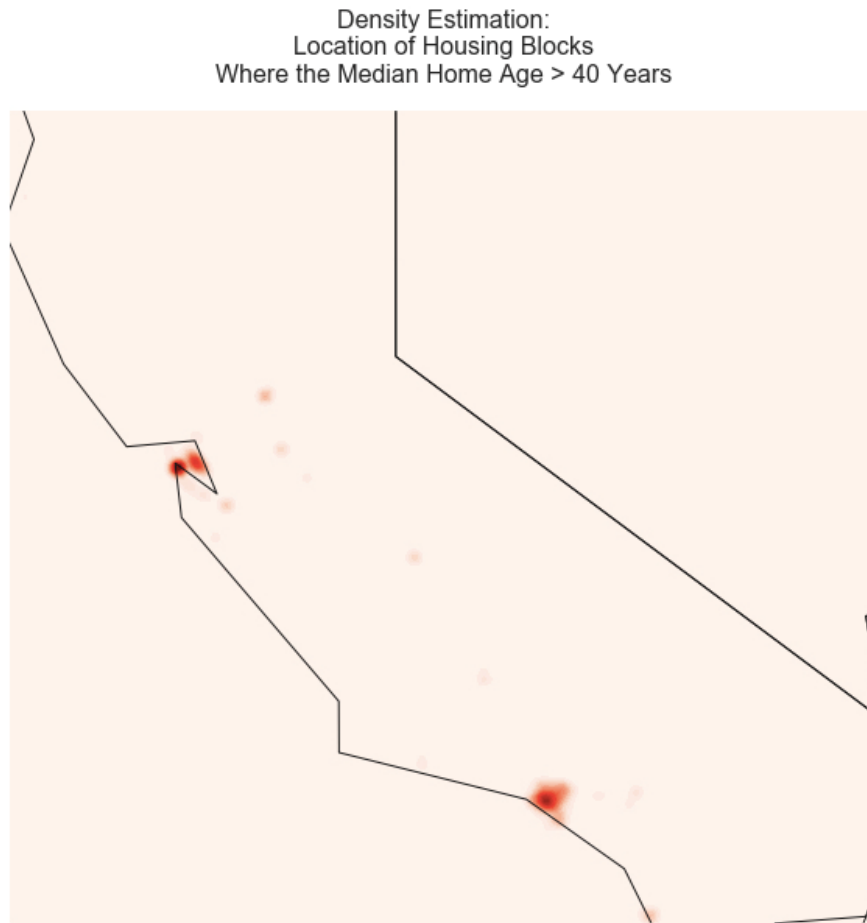 Density Estimation:
Location of Housing Blocks
Where the Median Home Age > 40 Years